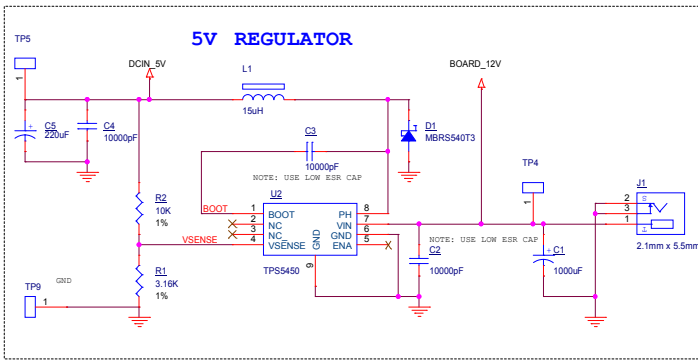 5V REGULATOR
TP5
1
DCIN_5V
L1
15uH
BOARD_12V
C5
220uF
C4
10000pF
C3
10000pF
NOTE: USE LOW ESR CAP
D1
MBRS540T3
TP4
1
J1
2
3
1
S
T
2.1mm x 5.5mm
R2
10K
1%
BOOT
VSENSE
U2
1
2
3
4
BOOT
NC
NC
VSENSE
GND
9
PH
VIN
GND
ENA
8
7
6
5
TPS5450
NOTE: USE LOW ESR CAP
C2
10000pF
C1
1000uF
R1
3.16K
1%
TP9
1
GND